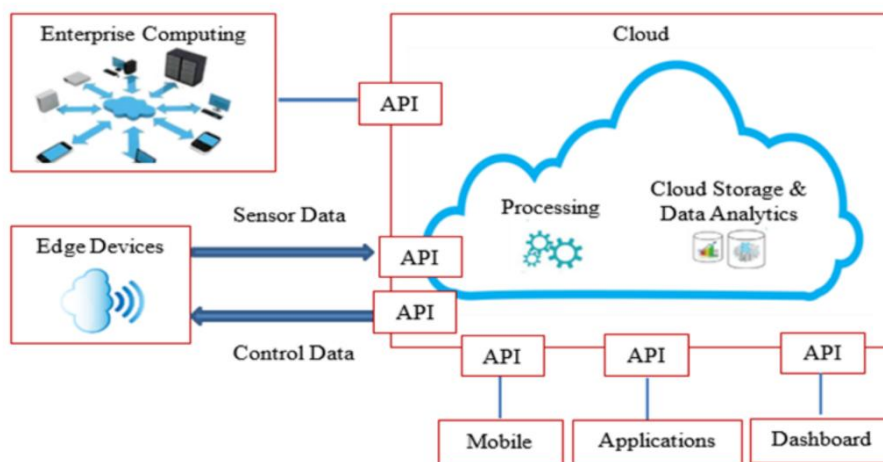 Enterprise Computing
Cloud
API
Sensor Data
Processing
Cloud Storage &
Data Analytics
Edge Devices
API
API
Control Data
API
API
API
Mobile
Applications
Dashboard